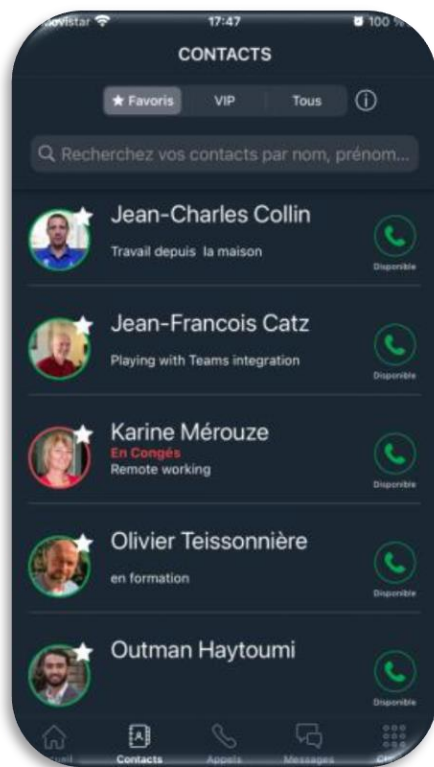 17:47
100 %
CONTACTS
★ Favoris
VIP
Tous
Recherchez vos contacts par nom, prénom...
Jean-Charles Collin
Travail depuis la maison
Disponible
Jean-Francois Catz
Playing with Teams integration
Disponible
Karine Mérouze
En Congés
Remote working
Disponible
Olivier Teissonnière
en formation
Disponible
Outman Haytoumi
Disponible
Contacts
Appels
Messages